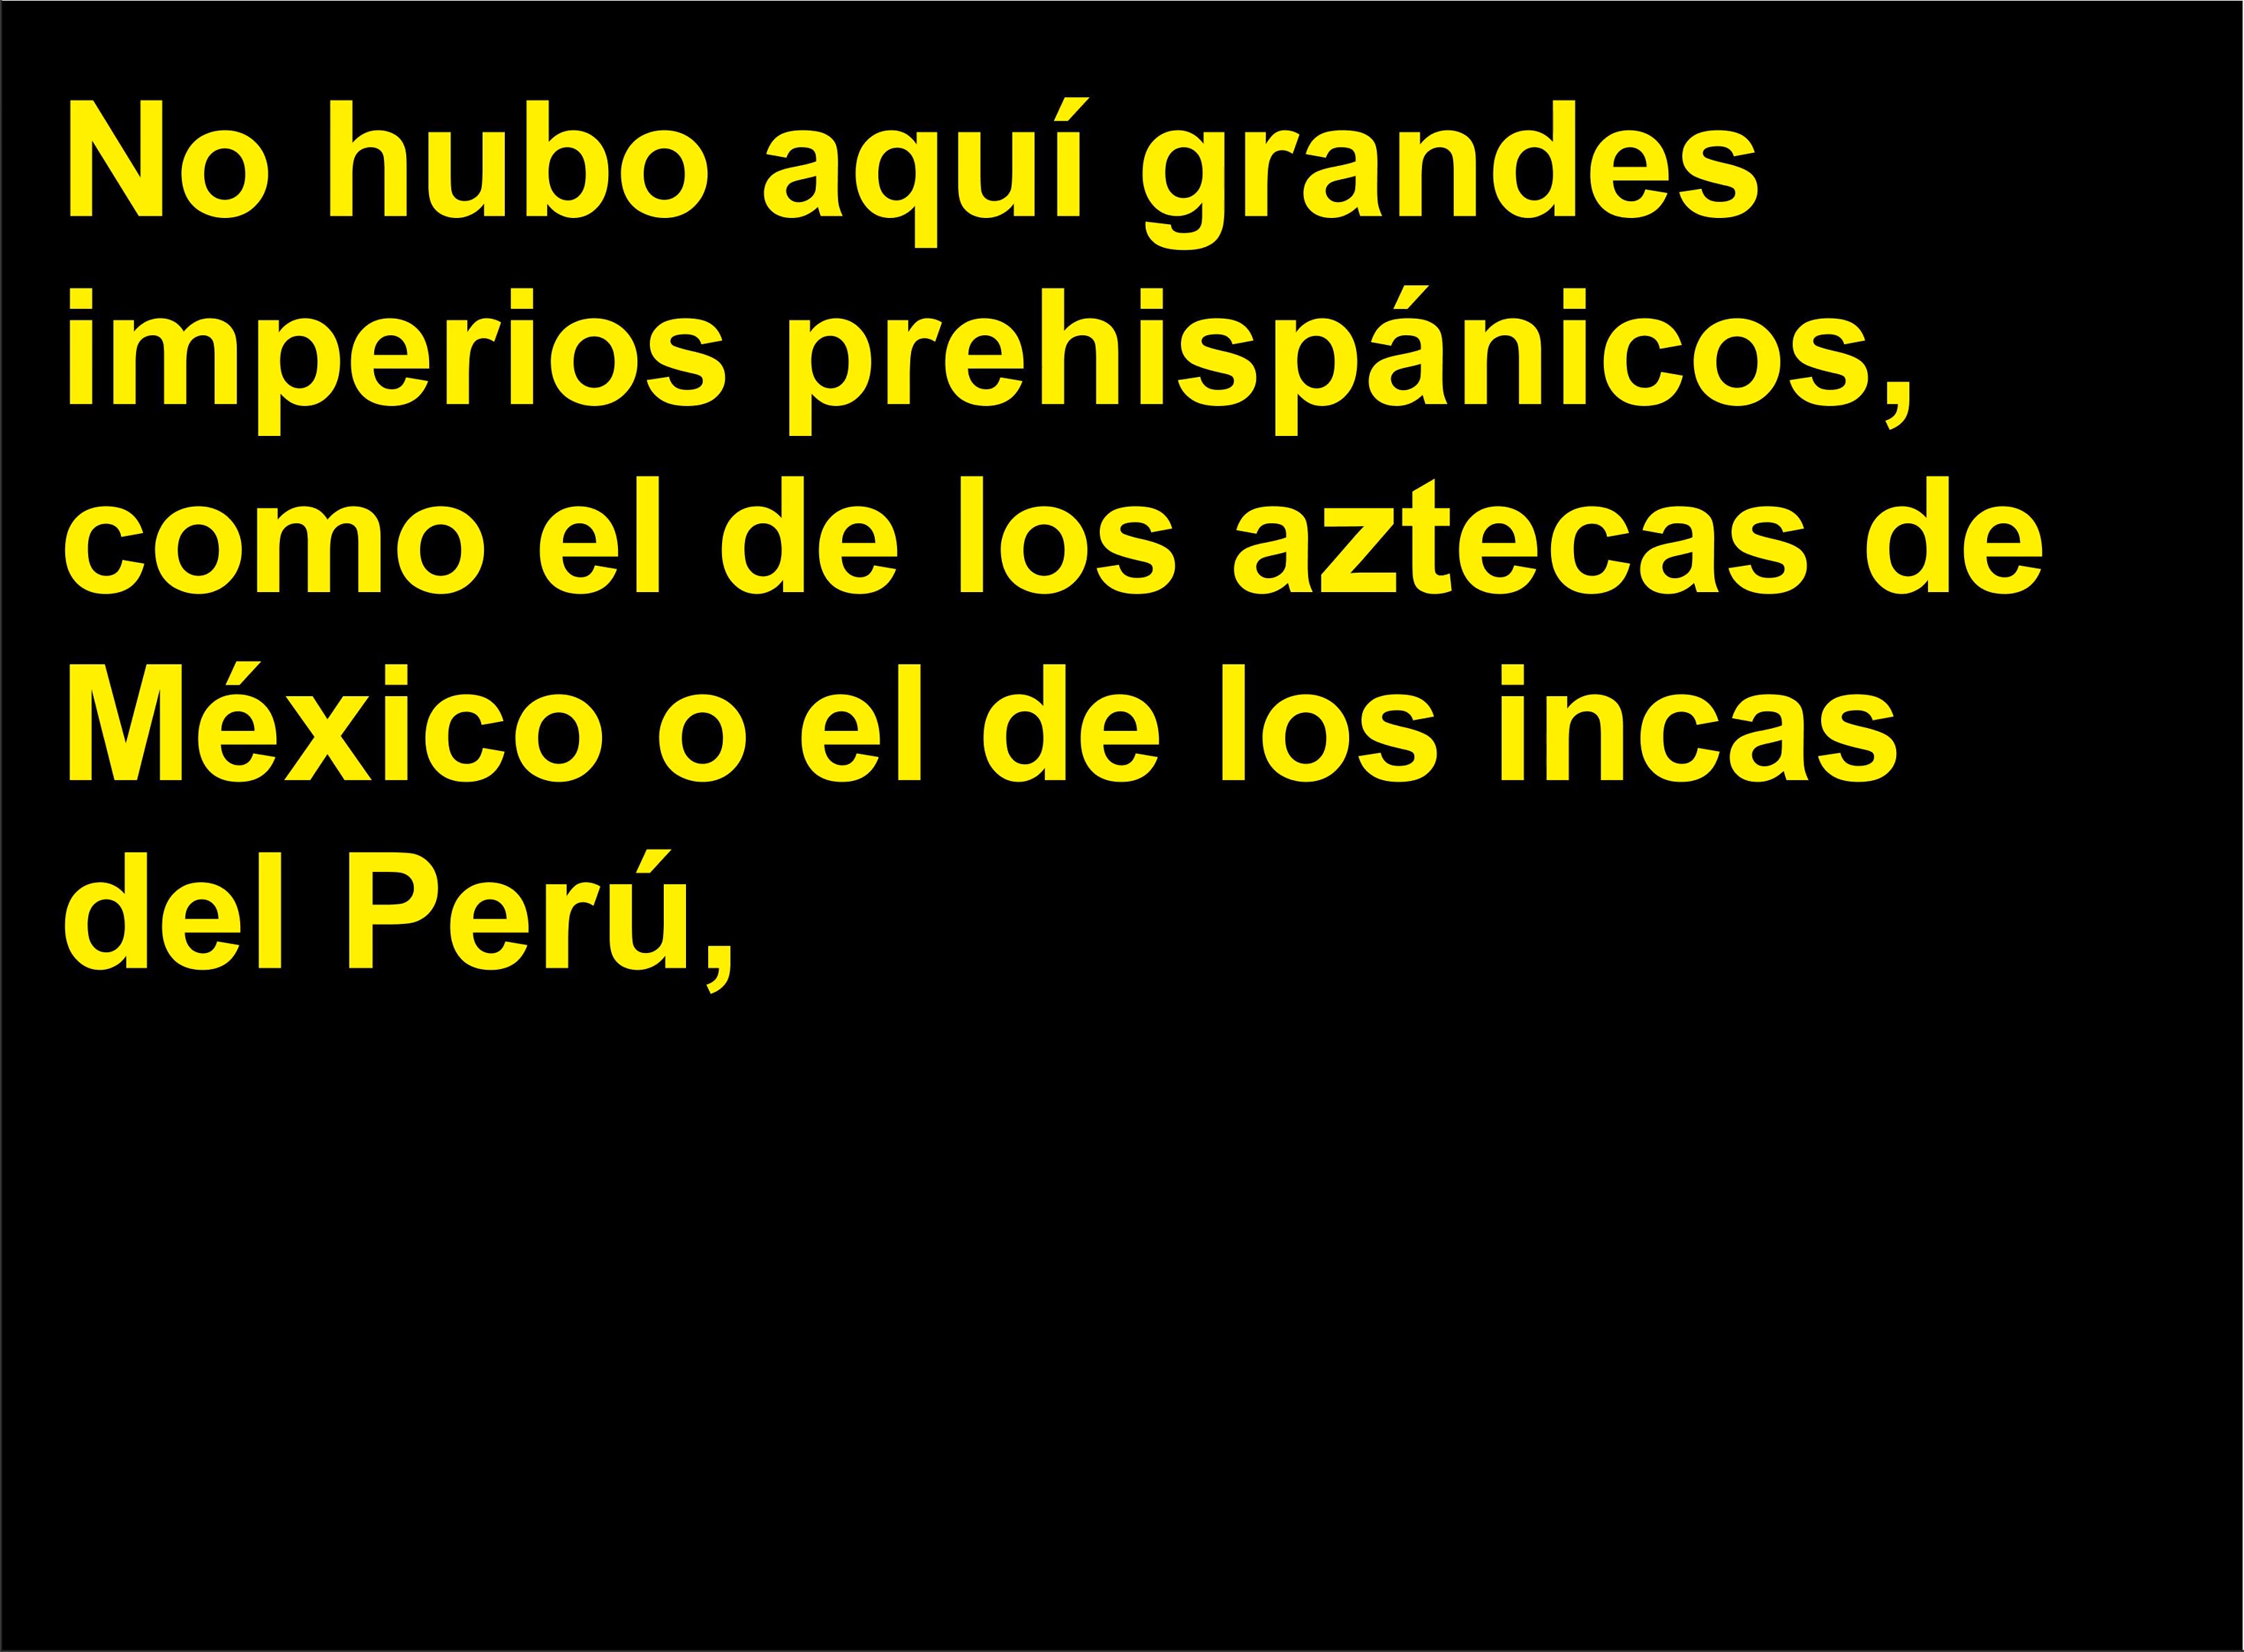 No hubo aquí grandes
imperios prehispánicos,
como el de los aztecas de
México o el de los incas
del Perú,